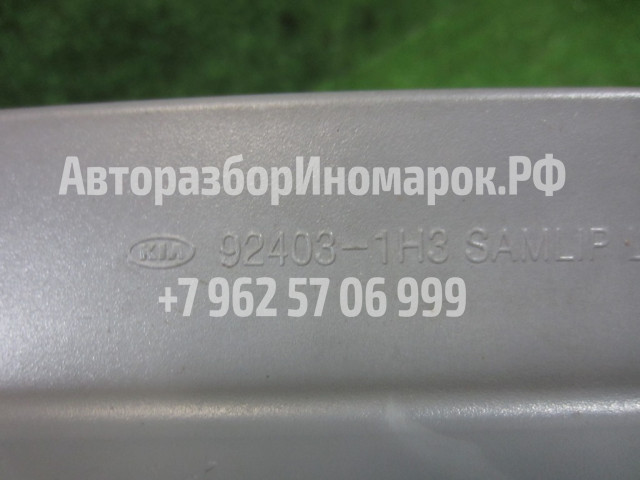 АвторазборИномарок.РФ
KIA 92403-1H3 SAMLIP
+7 962 57 06 999